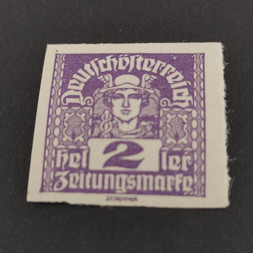 Deutschösterreich
hel 2 ler
Zeitungsmarke